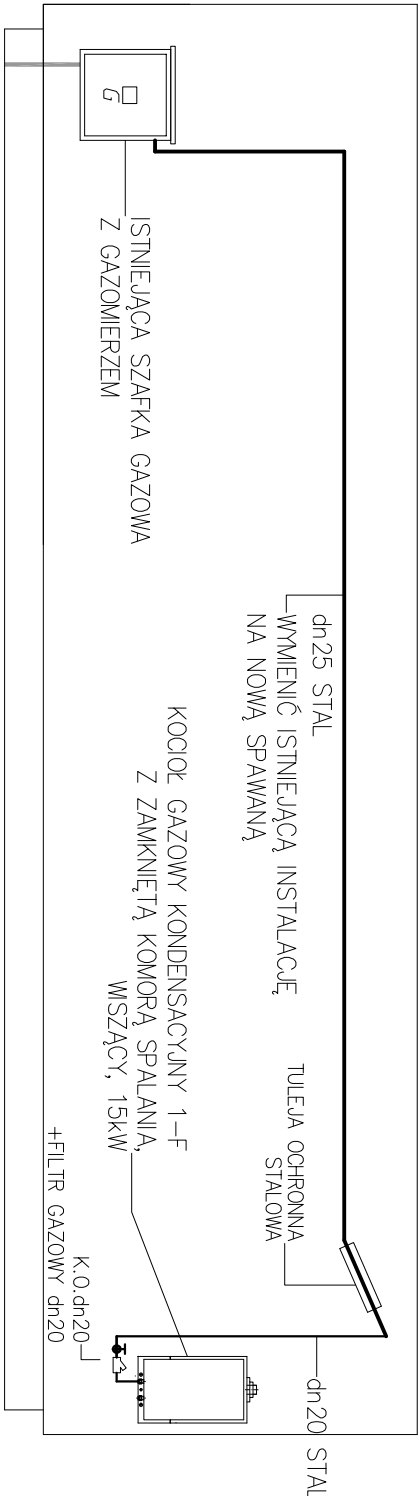 G
ISTNIEJĄCA SZAFKA GAZOWA
Z GAZOMIERZEM
dn25 STAL
WYMIENIĆ ISTNIEJĄCĄ INSTALACJĘ
NA NOWĄ SPAWANĄ
KOCIOŁ GAZOWY KONDENSACYJNY 1-F
Z ZAMKNIĘTĄ KOMORĄ SPALANIA,
WISZĄCY, 15kW
TULEJA OCHRONNA
STALOWA
dn20 STAL
K.O.dn20
+FILTR GAZOWY dn20